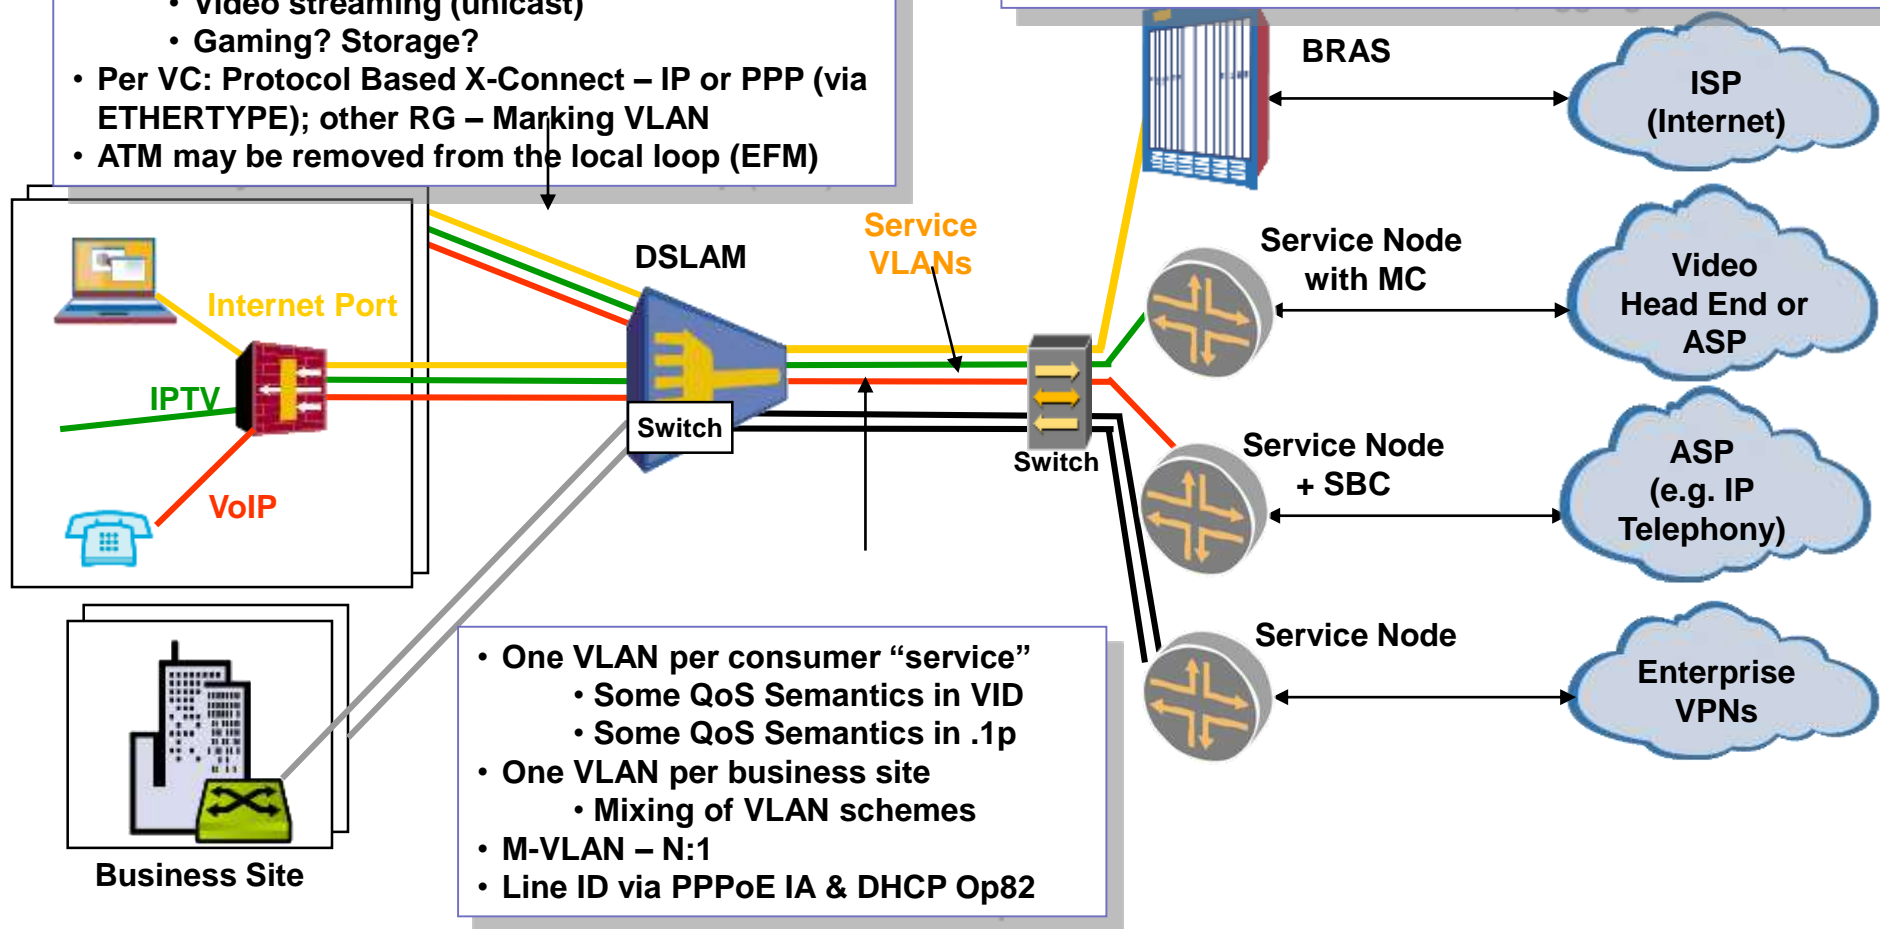 • Video streaming (unicast)
• Gaming? Storage?
• Per VC: Protocol Based X-Connect – IP or PPP (via
ETHERTYPE); other RG – Marking VLAN
• ATM may be removed from the local loop (EFM)
BRAS
ISP
(Internet)
Service
VLANs
DSLAM
Service Node
with MC
Video
Head End or
ASP
Internet Port
IPTV
VoIP
Switch
Switch
Service Node
+ SBC
ASP
(e.g. IP
Telephony)
Service Node
Enterprise
VPNs
• One VLAN per consumer “service”
• Some QoS Semantics in VID
• Some QoS Semantics in .1p
• One VLAN per business site
• Mixing of VLAN schemes
• M-VLAN – N:1
• Line ID via PPPoE IA & DHCP Op82
Business Site